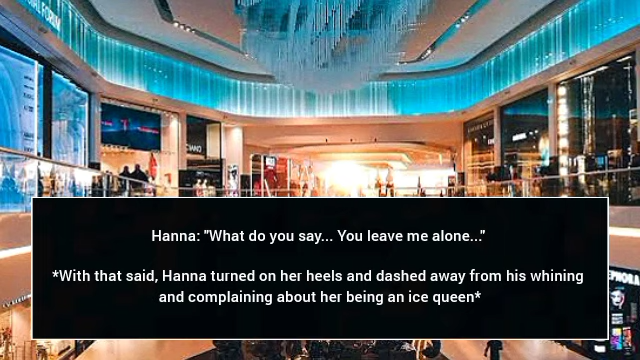 Hanna: "What do you say... You leave me alone..."
*With that said, Hanna turned on her heels and dashed away from his whining
and complaining about her being an ice queen*